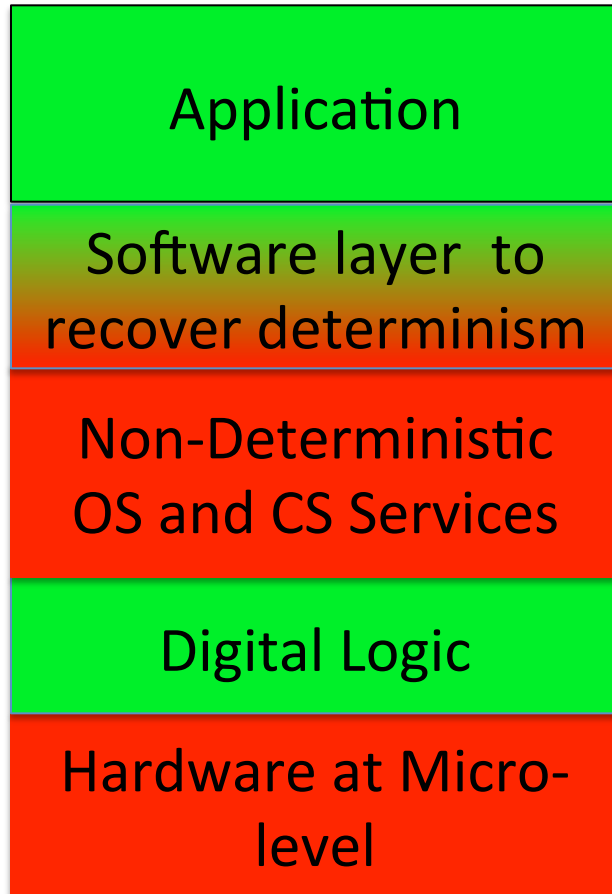 Application
Software layer to
recover determinism
Non-Deterministic
OS and CS Services
Digital Logic
Hardware at Micro-
level